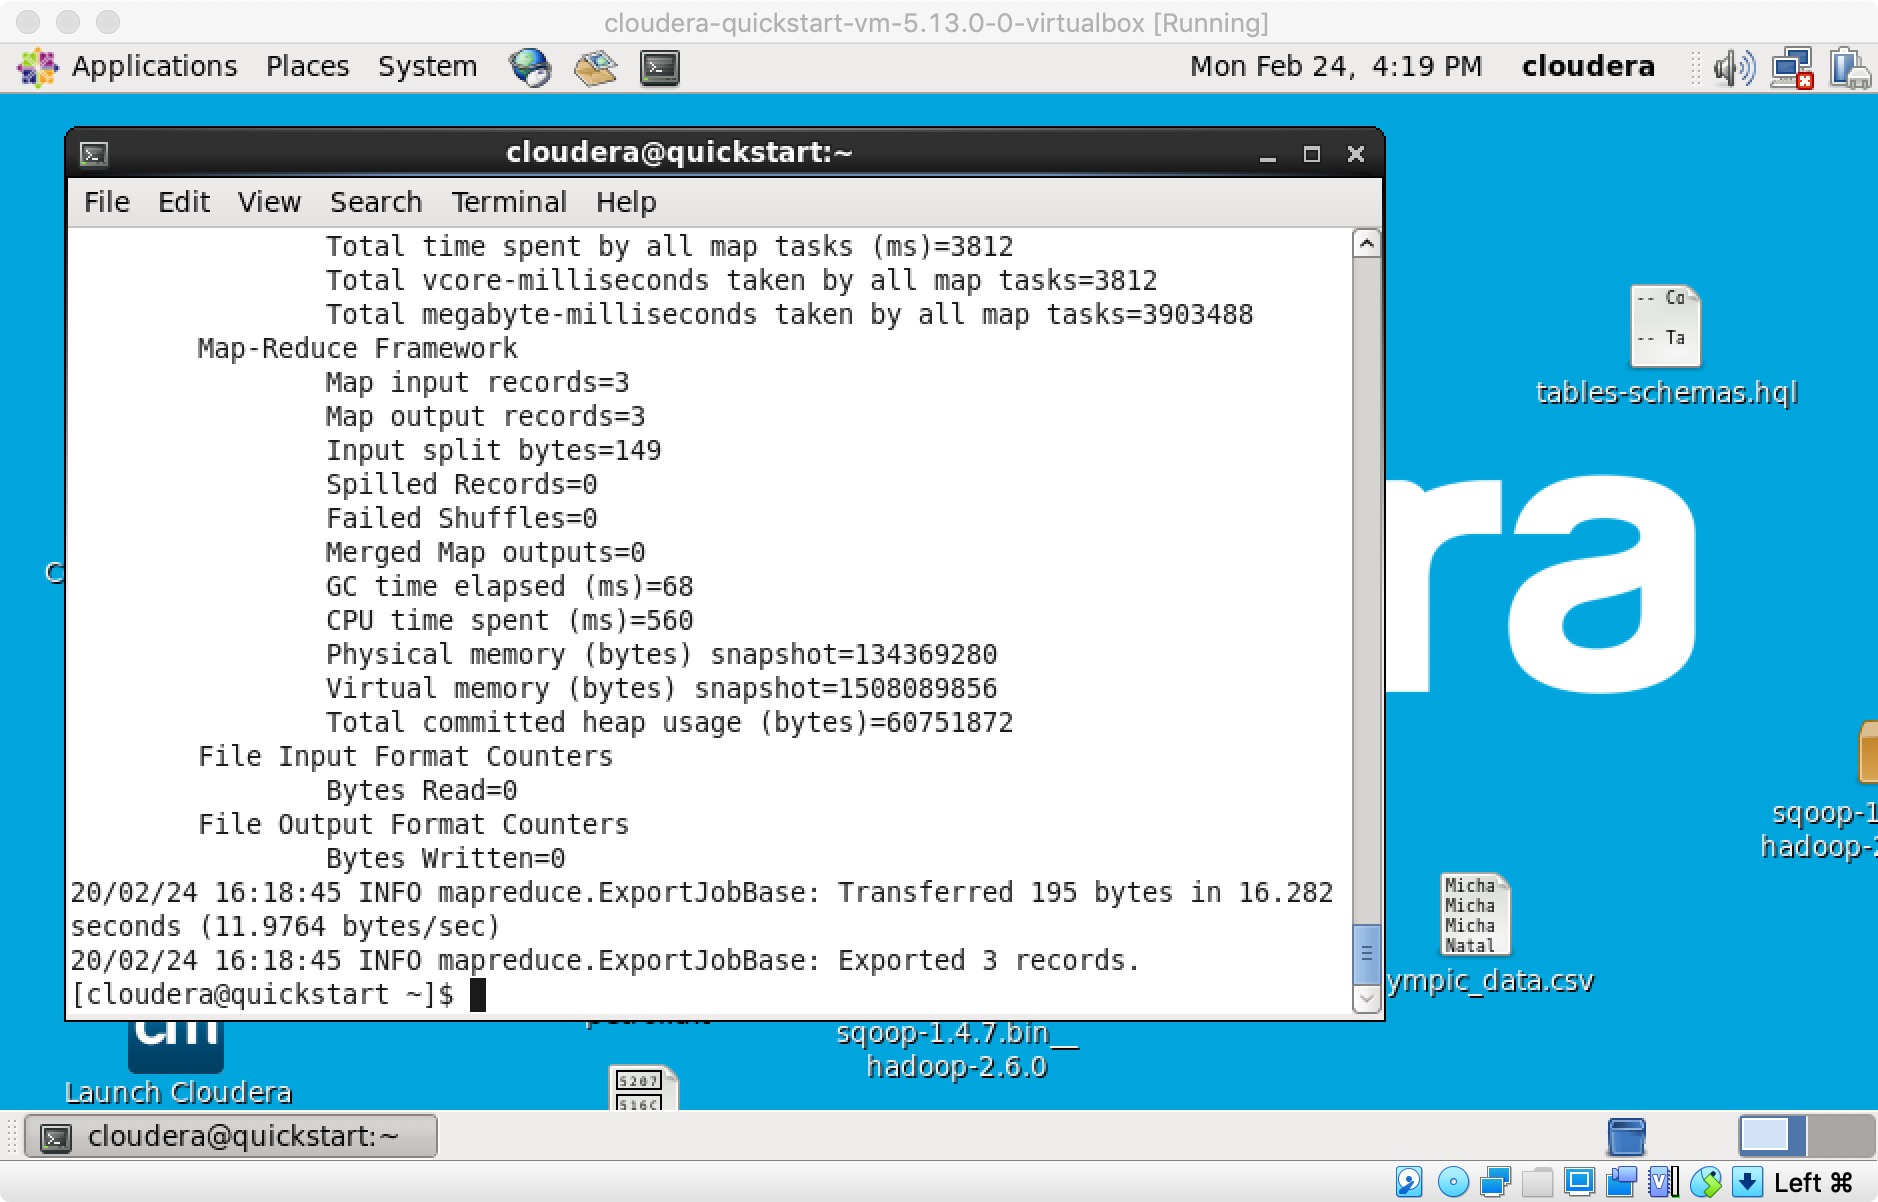 cloudera-quickstart-vm-5.13.0-0-virtualbox [Running]
Applications Places System Mon Feb 24, 4:19 PM cloudera
cloudera@quickstart:~
File Edit View Search Terminal Help
Total time spent by all map tasks (ms)=3812
Total vcore-milliseconds taken by all map tasks=3812
Total megabyte-milliseconds taken by all map tasks=3903488
Map-Reduce Framework
Map input records=3
Map output records=3
Input split bytes=149
Spilled Records=0
Failed Shuffles=0
Merged Map outputs=0
GC time elapsed (ms)=68
CPU time spent (ms)=560
Physical memory (bytes) snapshot=134369280
Virtual memory (bytes) snapshot=1508089856
Total committed heap usage (bytes)=60751872
File Input Format Counters
Bytes Read=0
File Output Format Counters
Bytes Written=0
20/02/24 16:18:45 INFO mapreduce.ExportJobBase: Transferred 195 bytes in 16.282
seconds (11.9764 bytes/sec)
20/02/24 16:18:45 INFO mapreduce.ExportJobBase: Exported 3 records.
[cloudera@quickstart ~]$
-- Co
-- Ta
tables-schemas.hql
C
ra
sqoop-1
hadoop-2
Micha
Micha
Micha
Natal
ympic_data.csv
cm
Launch Cloudera
sqoop-1.4.7.bin__
hadoop-2.6.0
5207
516C
cloudera@quickstart:~
Left ⌘